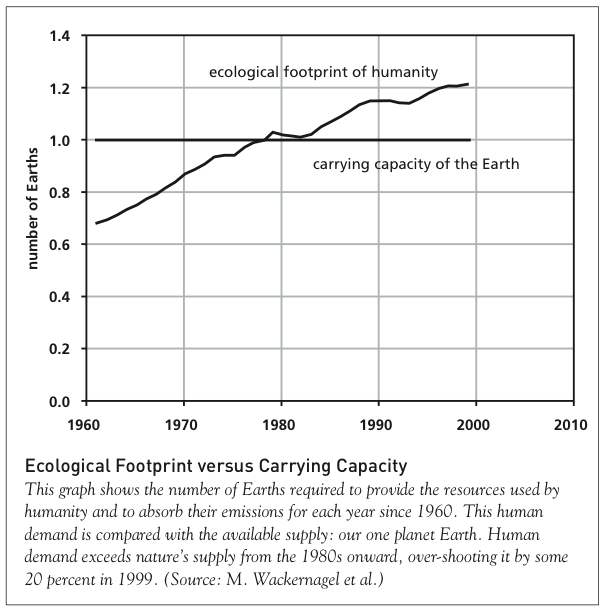 1.4
ecological footprint of humanity
1.2
1.0
carrying capacity of the Earth
0.8
0.6
0.4
0.2
0.0
number of Earths
1960 1970 1980 1990 2000 2010
Ecological Footprint versus Carrying Capacity
This graph shows the number of Earths required to provide the resources used by
humanity and to absorb their emissions for each year since 1960. This human
demand is compared with the available supply: our one planet Earth. Human
demand exceeds nature's supply from the 1980s onward, over-shooting it by some
20 percent in 1999. (Source: M. Wackernagel et al.)